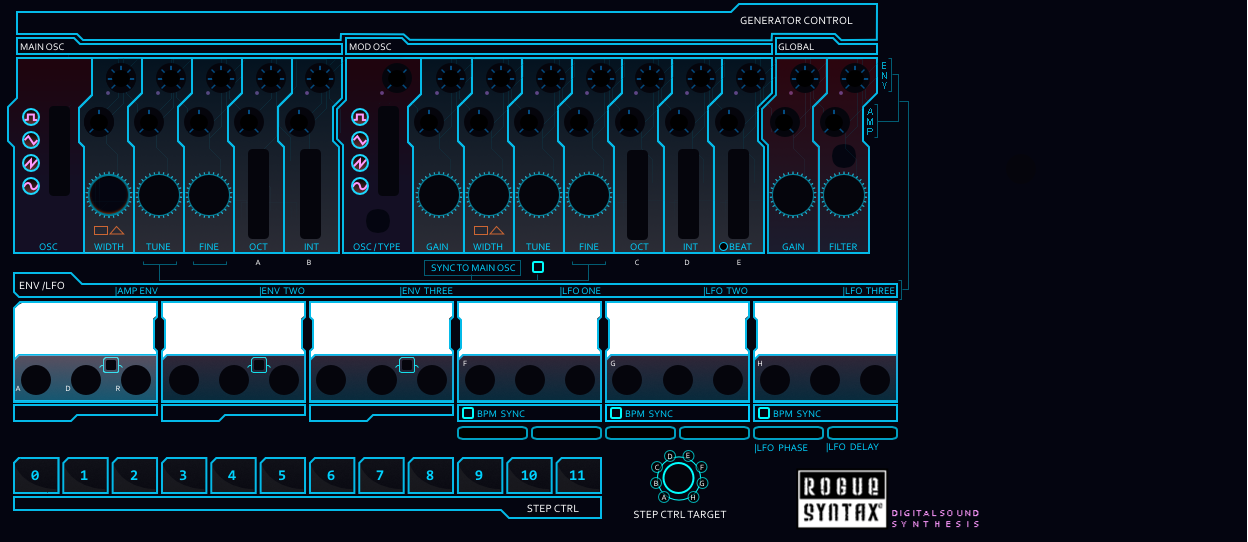 GENERATOR CONTROL
MAIN OSC
MOD OSC
GLOBAL
E
N
Y
A
M
P
OSC
WIDTH
TUNE
FINE
OCT
INT
OSC / TYPE
GAIN
WIDTH
TUNE
FINE
OCT
INT
BEAT
GAIN
FILTER
A
B
C
D
E
SYNC TO MAIN OSC
ENV /LFO
|AMP ENV
|ENV TWO
|ENV THREE
|LFO ONE
|LFO TWO
|LFO THREE
F
G
H
A
D
R
BPM SYNC
BPM SYNC
BPM SYNC
|LFO PHASE
|LFO DELAY
0
1
2
3
4
5
6
7
8
9
10
11
STEP CTRL
D
E
C
F
B
G
A
H
STEP CTRL TARGET
ROGUE
SYNTAX
DIGITAL SOUND
SYNTHESIS